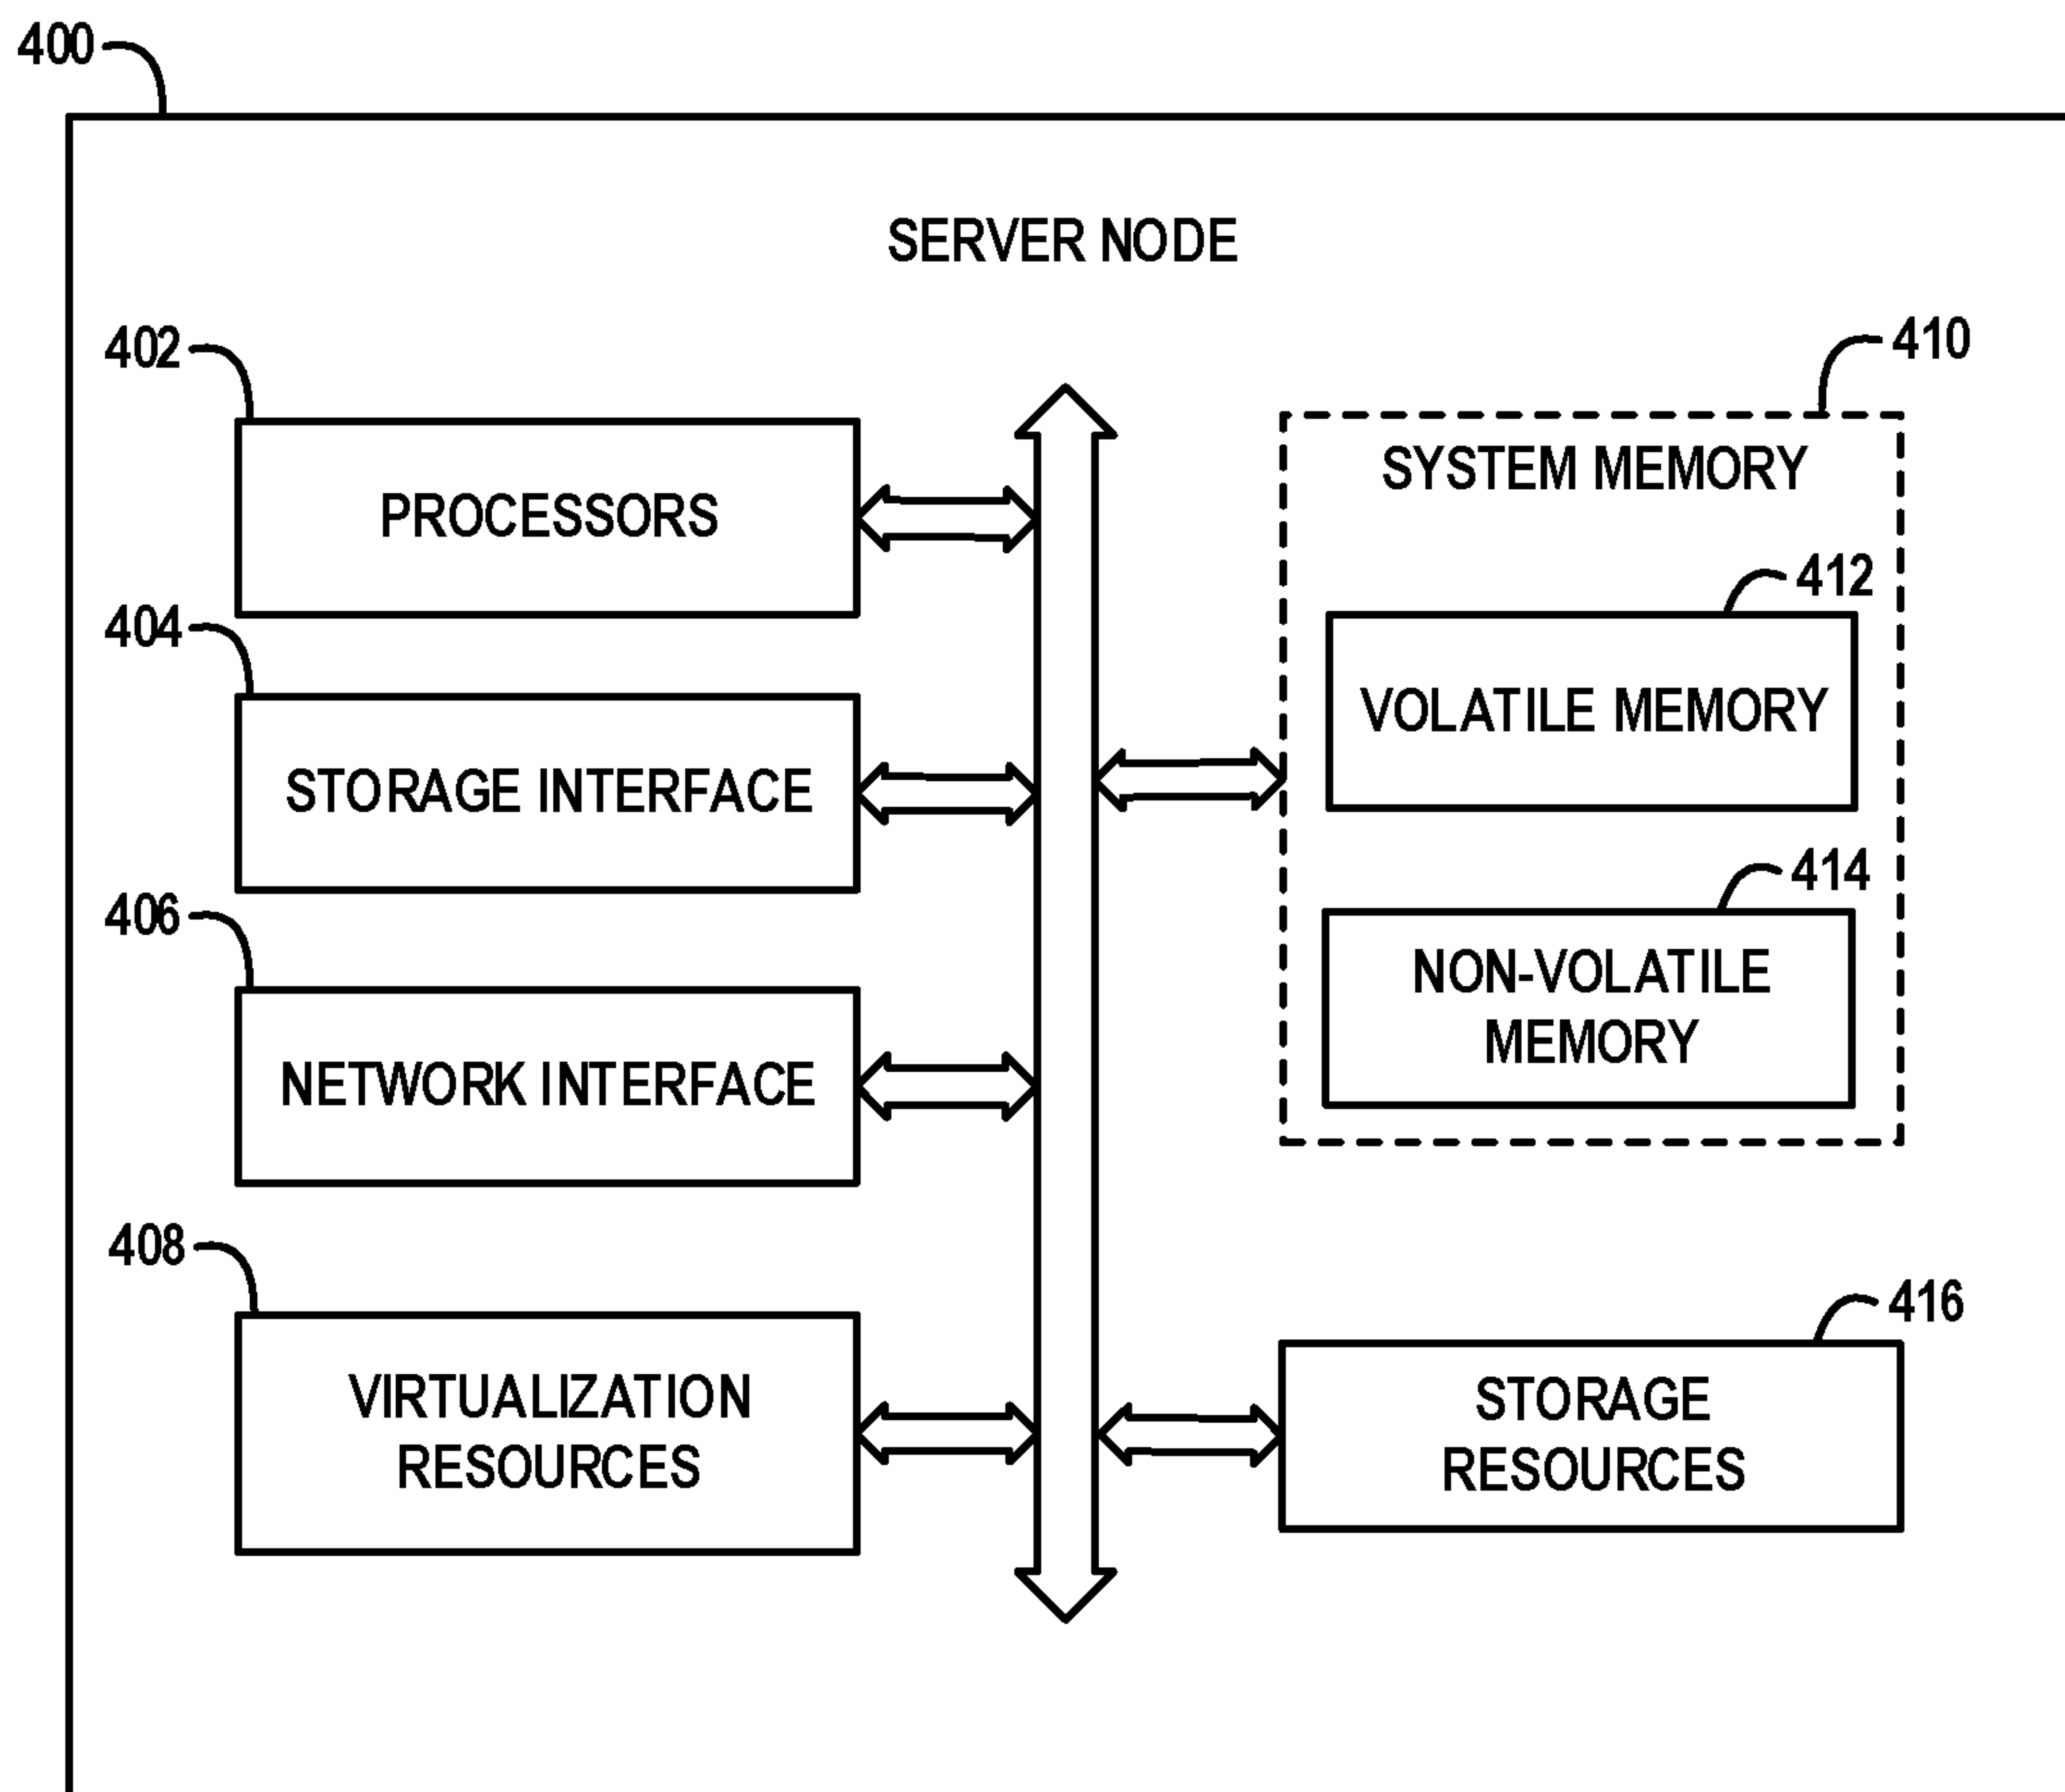 400
SERVER NODE
402
410
PROCESSORS
SYSTEM MEMORY
404
412
STORAGE INTERFACE
VOLATILE MEMORY
406
414
NETWORK INTERFACE
NON-VOLATILE
MEMORY
408
416
VIRTUALIZATION
RESOURCES
STORAGE
RESOURCES